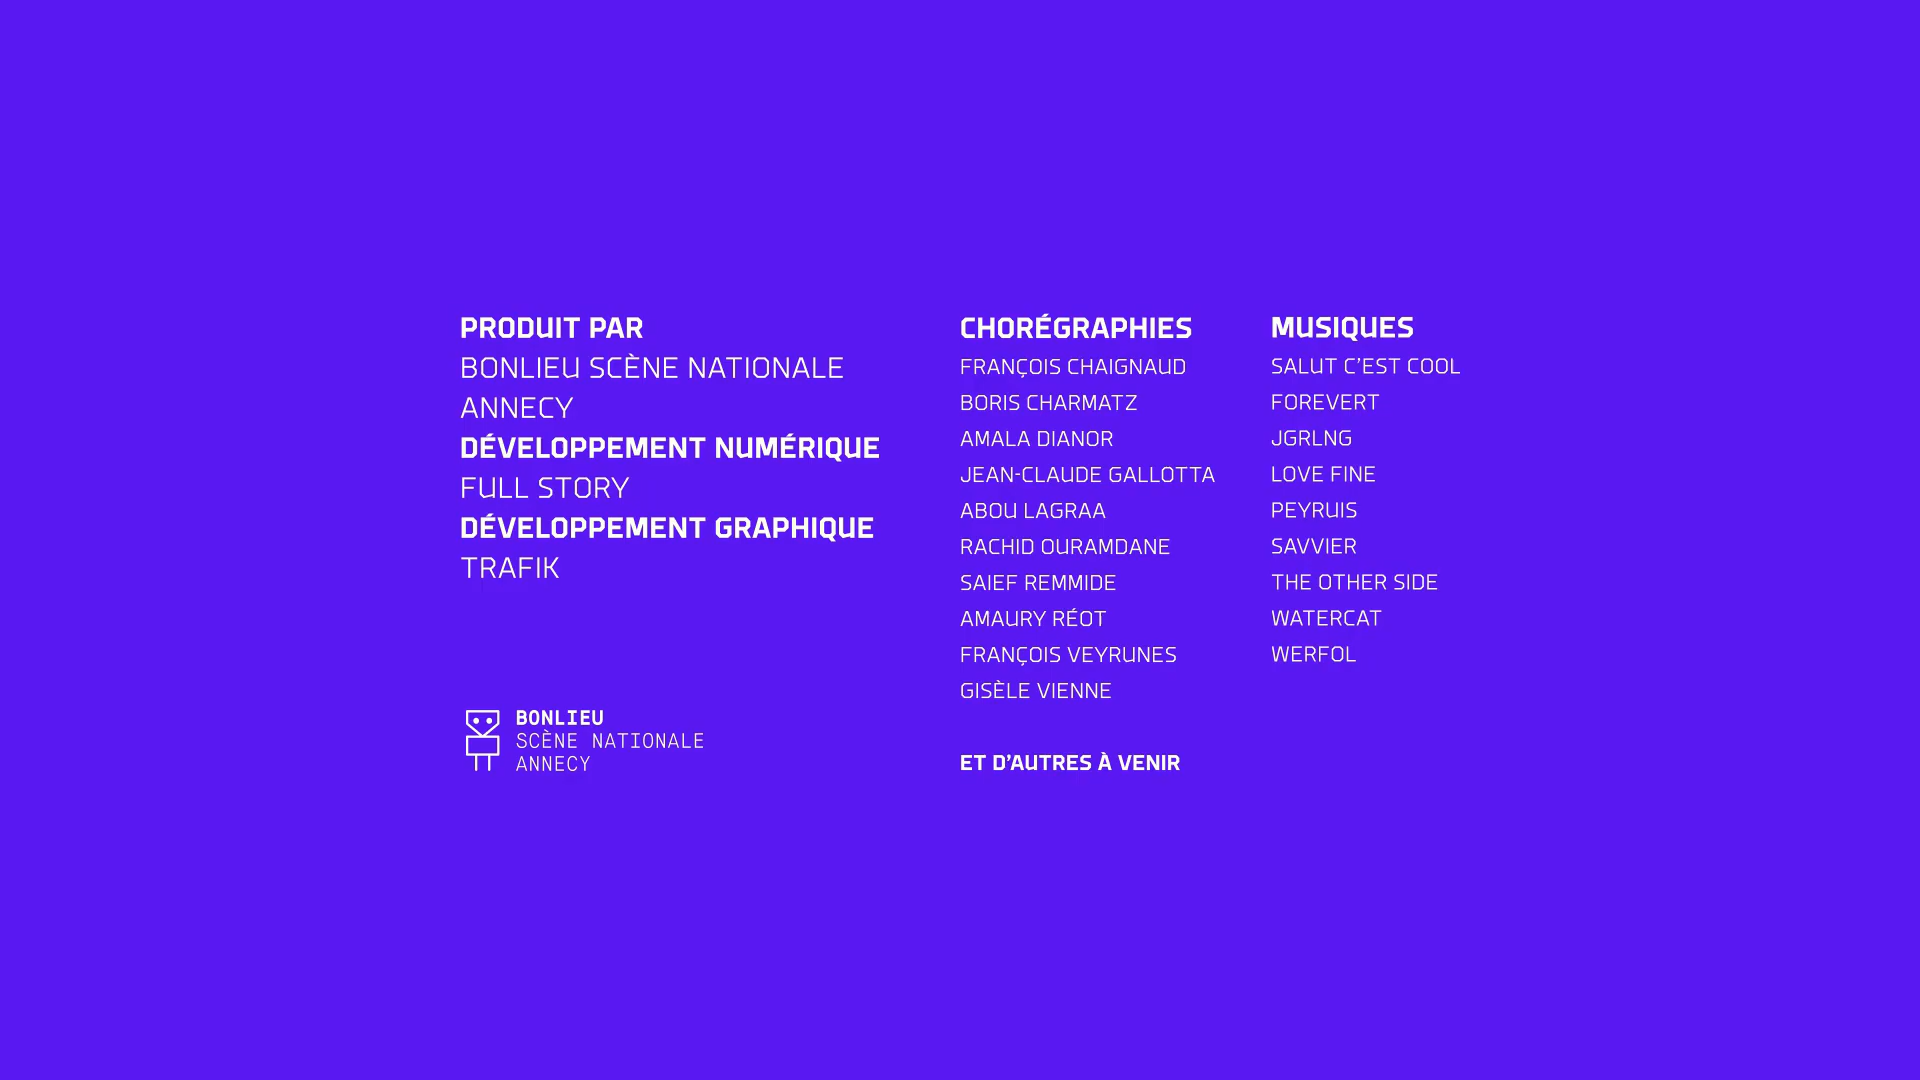 PRODUIT PAR
BONLIEU SCÈNE NATIONALE
ANNECY
DÉVELOPPEMENT NUMÉRIQUE
FULL STORY
DÉVELOPPEMENT GRAPHIQUE
TRAFIK
BONLIEU
SCÈNE NATIONALE
ANNECY
CHORÉGRAPHIES
FRANÇOIS CHAIGNAUD
BORIS CHARMATZ
AMALA DIANOR
JEAN-CLAUDE GALLOTTA
ABOU LAGRAA
RACHID OURAMDANE
SAIEF REMMIDE
AMAURY RÉOT
FRANÇOIS VEYRUNES
GISÈLE VIENNE
ET D’AUTRES À VENIR
MUSIQUES
SALUT C’EST COOL
FOREVERT
JGRLNG
LOVE FINE
PEYRUIS
SAVVIER
THE OTHER SIDE
WATERCAT
WERFOL